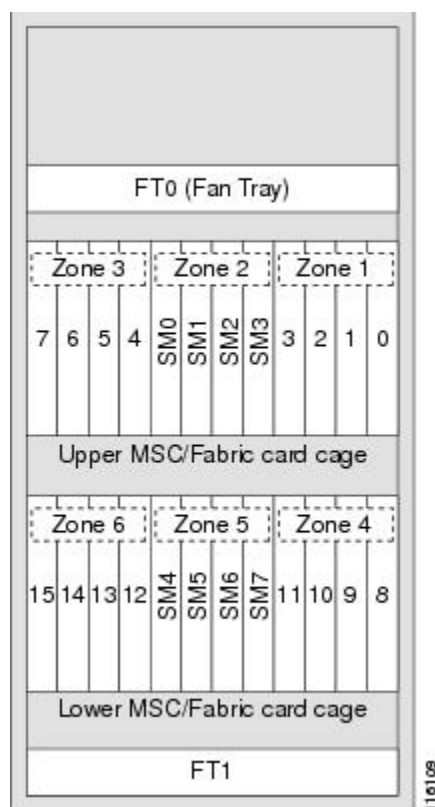 FT0 (Fan Tray)
Zone 3 Zone 2 Zone 1
7 6 5 4 SM0 SM1 SM2 SM3 3 2 1 0
Upper MSC/Fabric card cage
Zone 6 Zone 5 Zone 4
15 14 13 12 SM4 SM5 SM6 SM7 11 10 9 8
Lower MSC/Fabric card cage
FT1
16109